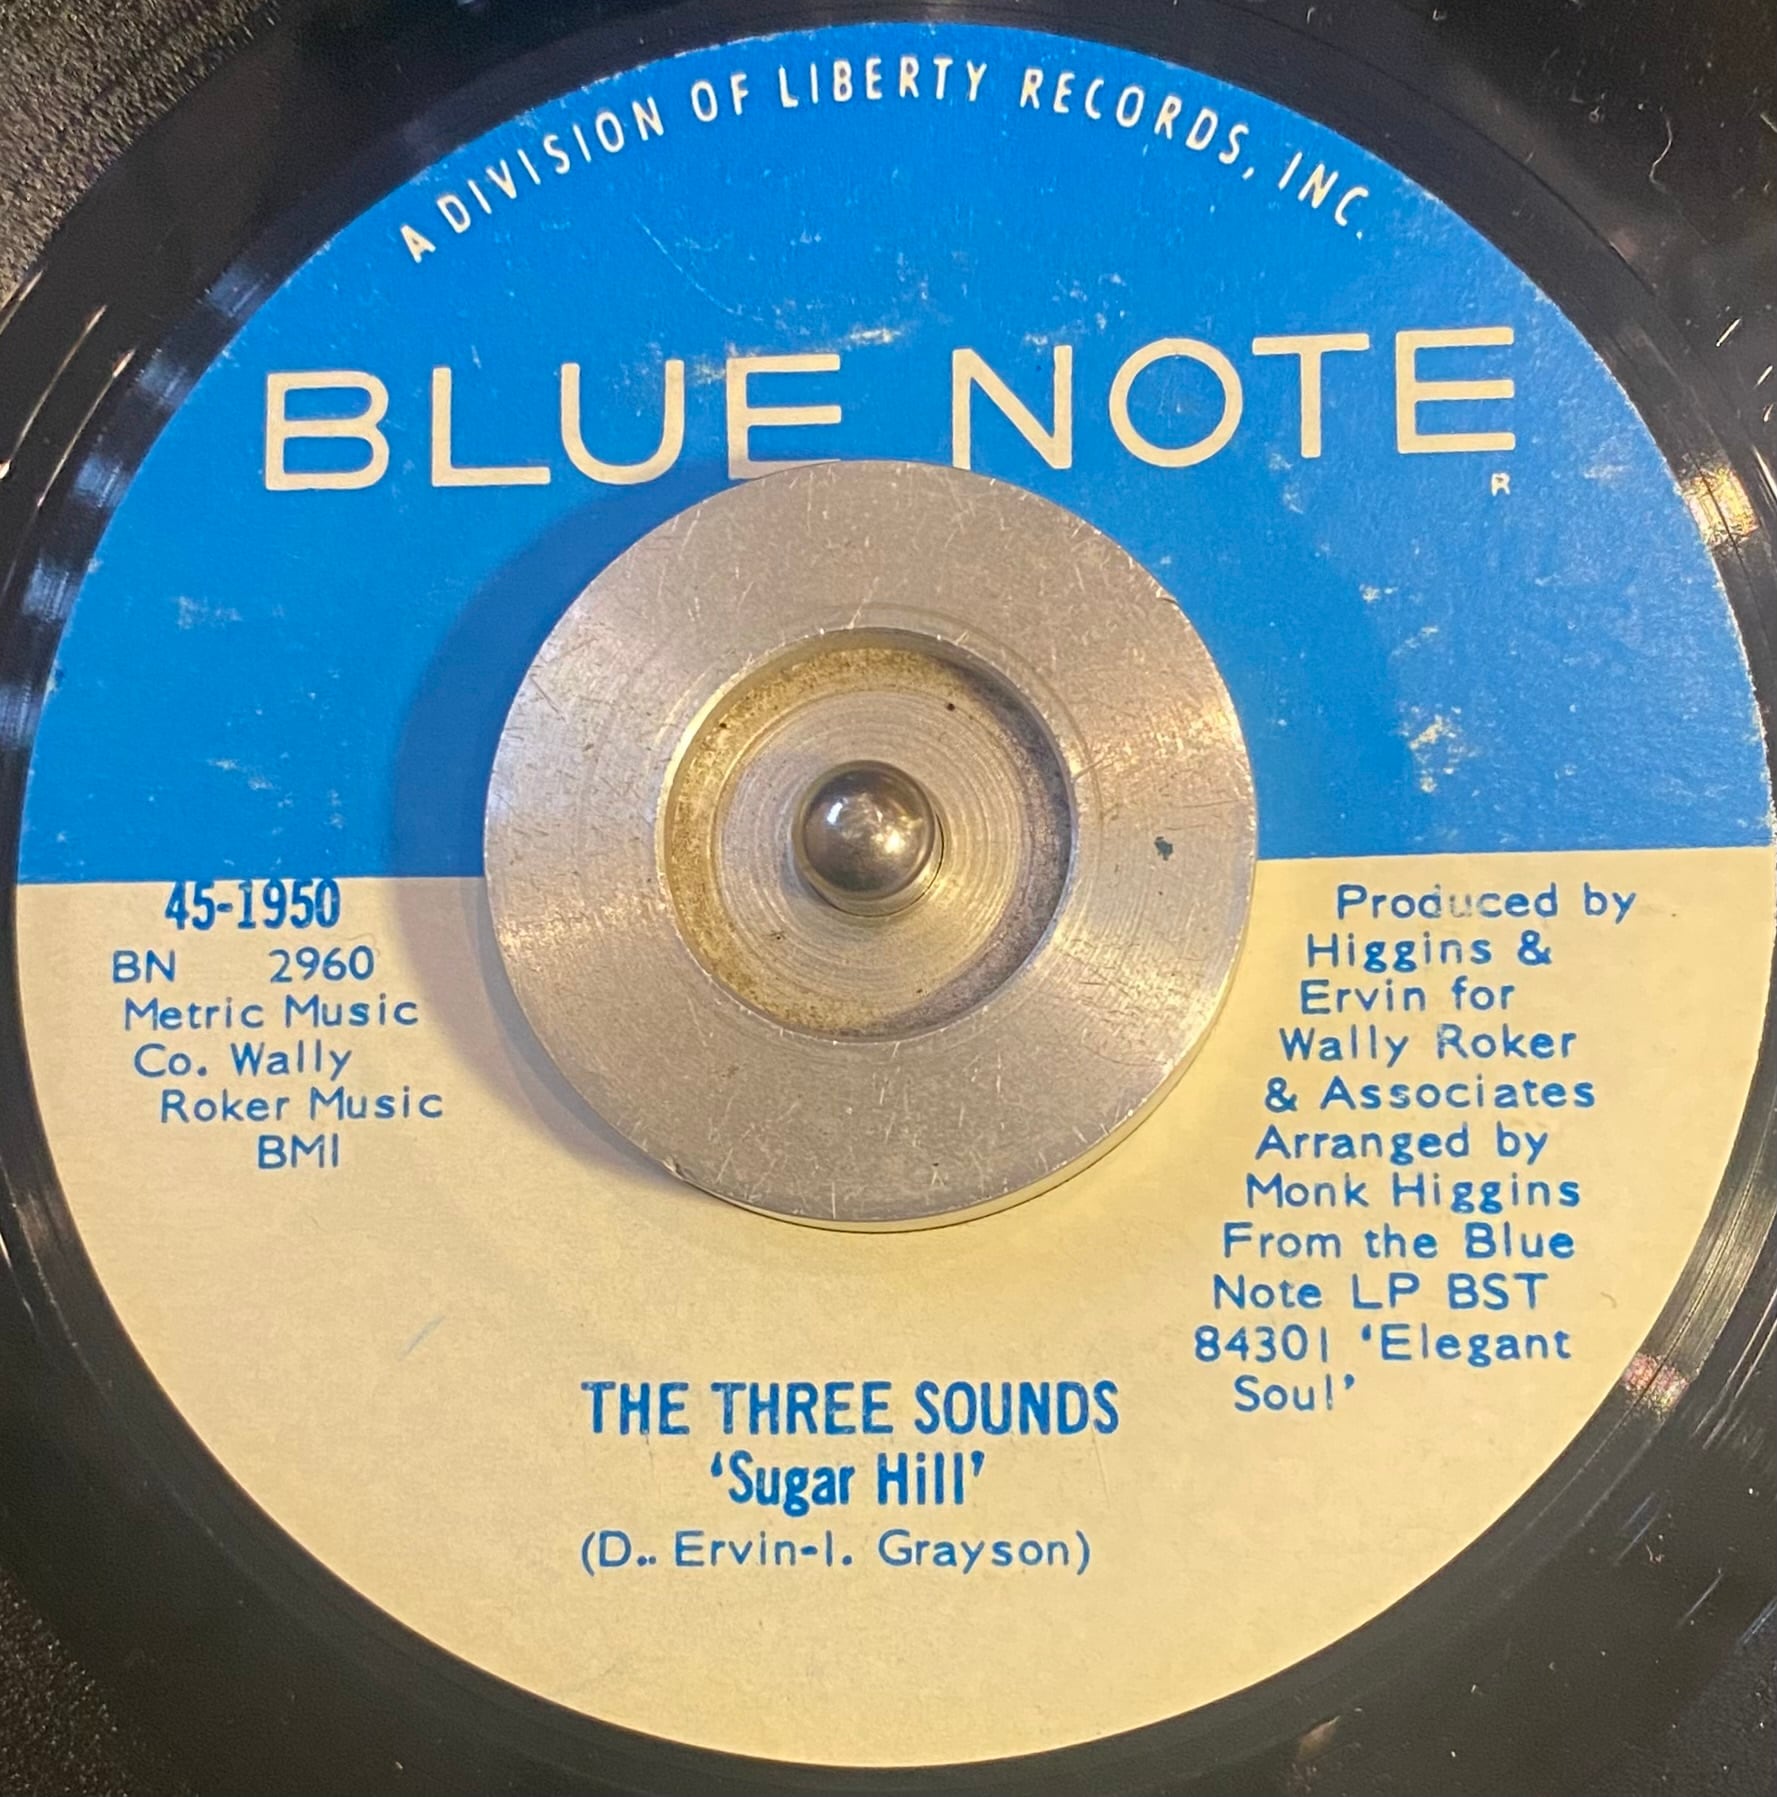 A DIVISION OF LIBERTY RECORDS, INC.
BLUE NOTE
R
45-1950
BN 2960
Metric Music
Co. Wally
Roker Music
BMI
Produced by
Higgins &
Ervin for
Wally Roker
& Associates
Arranged by
Monk Higgins
From the Blue
Note LP BST
84301 ‘Elegant
Soul’
THE THREE SOUNDS
‘Sugar Hill’
(D.. Ervin-I. Grayson)